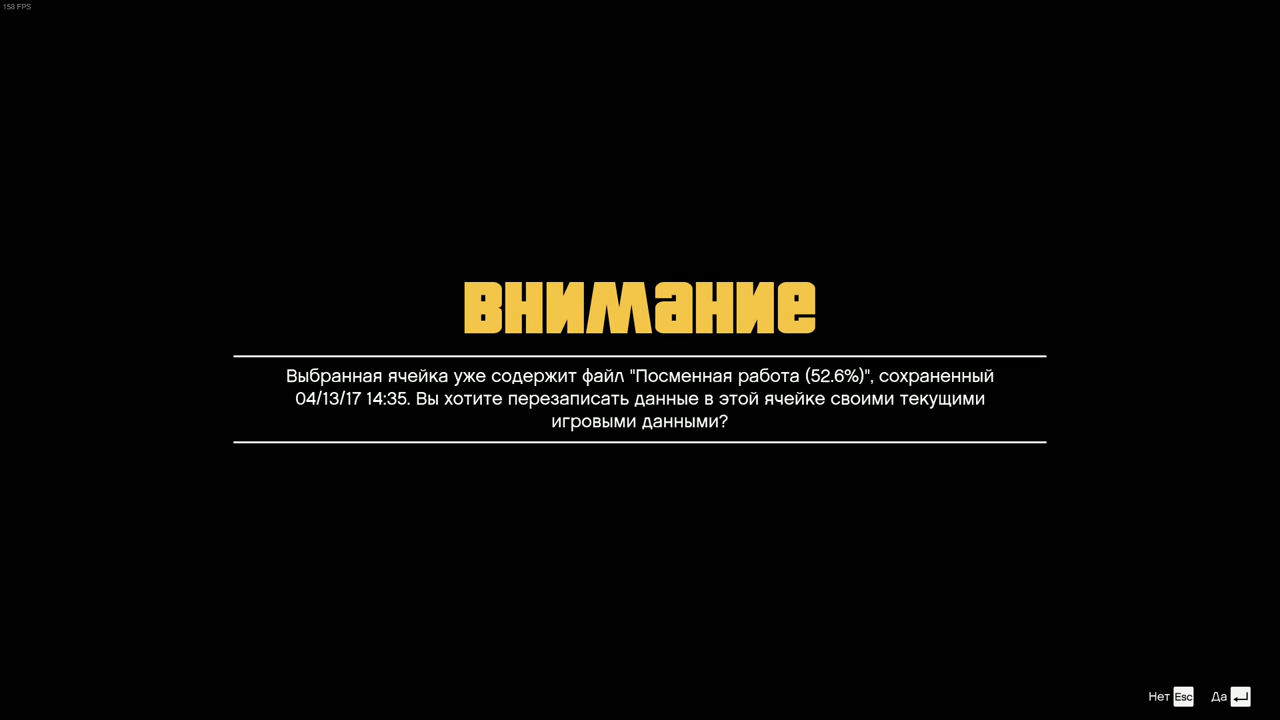 158 FPS
внимание
Выбранная ячейка уже содержит файл "Посменная работа (52.6%)", сохраненный
04/13/17 14:35. Вы хотите перезаписать данные в этой ячейке своими текущими
игровыми данными?
Нет Esc Да